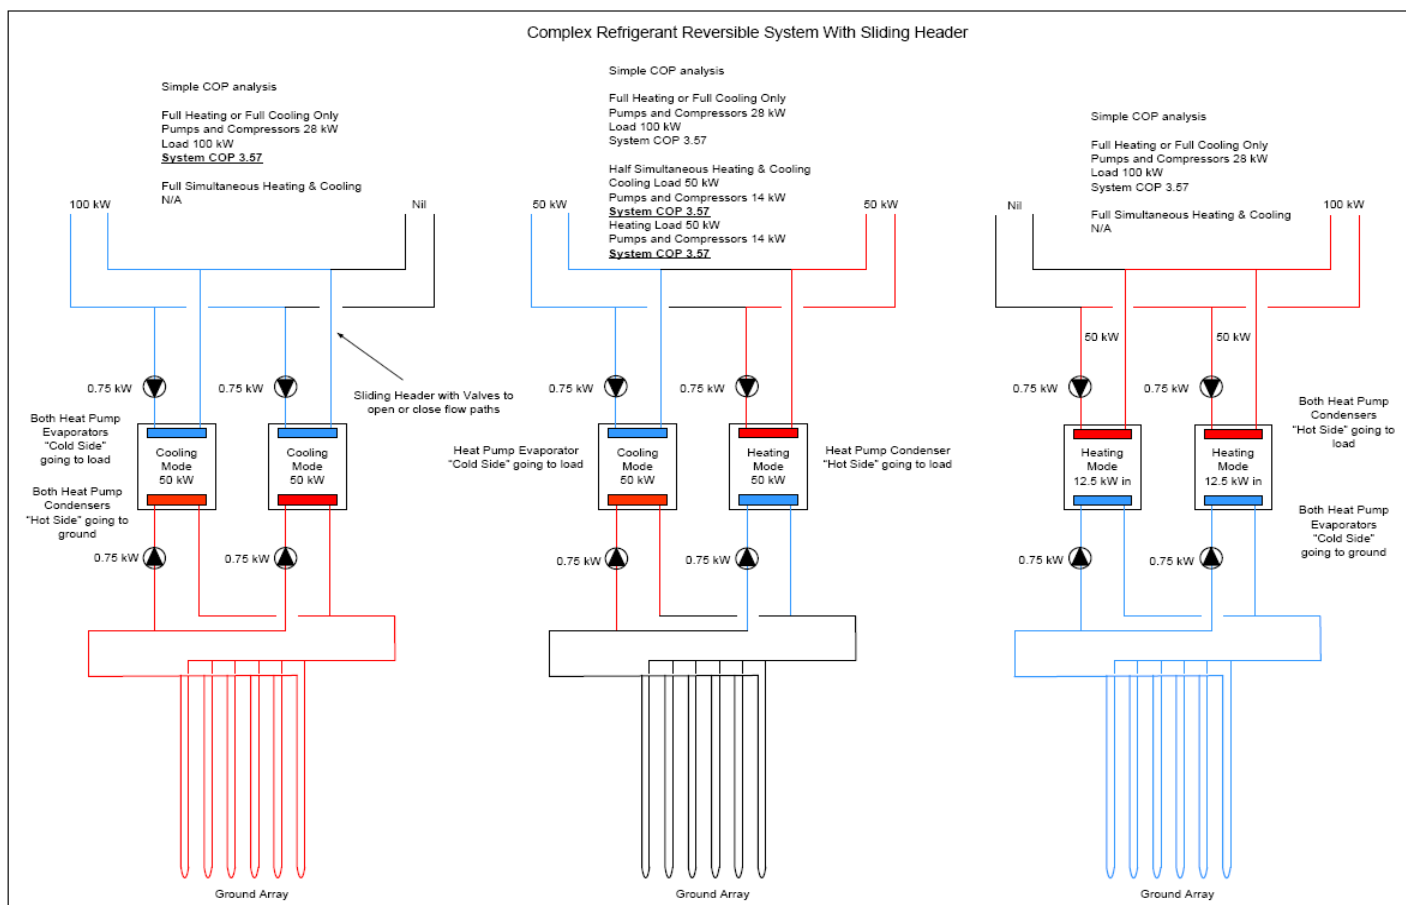 Complex Refrigerant Reversible System With Sliding Header
Simple COP analysis
Full Heating or Full Cooling Only
Pumps and Compressors 28 kW
Load 100 kW
System COP 3.57
Full Simultaneous Heating & Cooling
N/A
100 kW
Nil
0.75 kW
0.75 kW
Sliding Header with Valves to
open or close flow paths
Both Heat Pump
Evaporators
"Cold Side"
going to load
Cooling
Mode
50 kW
Cooling
Mode
50 kW
Both Heat Pump
Condensers
"Hot Side" going to
ground
0.75 kW
0.75 kW
Ground Array
Simple COP analysis
Full Heating or Full Cooling Only
Pumps and Compressors 28 kW
Load 100 kW
System COP 3.57
Half Simultaneous Heating & Cooling
Cooling Load 50 kW
Pumps and Compressors 14 kW
System COP 3.57
Heating Load 50 kW
Pumps and Compressors 14 kW
System COP 3.57
50 kW
50 kW
0.75 kW
0.75 kW
Heat Pump Evaporator
"Cold Side" going to load
Cooling
Mode
50 kW
Heating
Mode
50 kW
Heat Pump Condenser
"Hot Side" going to load
0.75 kW
0.75 kW
Ground Array
Simple COP analysis
Full Heating or Full Cooling Only
Pumps and Compressors 28 kW
Load 100 kW
System COP 3.57
Full Simultaneous Heating & Cooling
N/A
Nil
100 kW
50 kW
50 kW
0.75 kW
0.75 kW
Both Heat Pump
Condensers
"Hot Side" going to
load
Heating
Mode
12.5 kW in
Heating
Mode
12.5 kW in
Both Heat Pump
Evaporators
"Cold Side"
going to ground
0.75 kW
0.75 kW
Ground Array